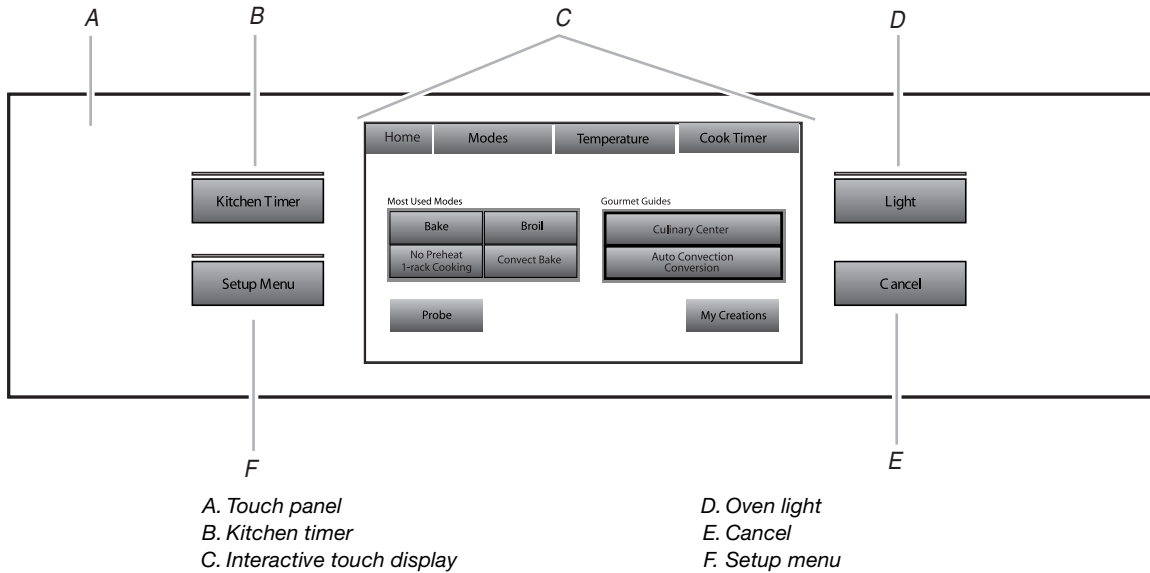 A
B
C
D
Home
Modes
Temperature
Cook Timer
Kitchen Timer
Light
Most Used Modes
Gourmet Guides
Bake
Broil
Culinary Center
No Preheat
1-rack Cooking
Convect Bake
Auto Convection
Conversion
Setup Menu
Cancel
Probe
My Creations
F
E
A. Touch panel
B. Kitchen timer
C. Interactive touch display
D. Oven light
E. Cancel
F. Setup menu